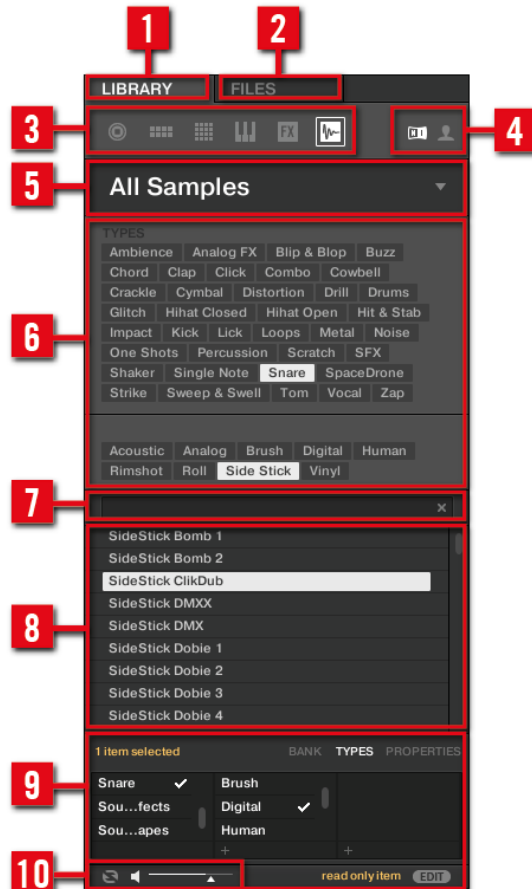 1 2
LIBRARY FILES
3 FX NI 4
5 All Samples
TYPES
Ambience Analog FX Blip & Blop Buzz
Chord Clap Click Combo Cowbell
Crackle Cymbal Distortion Drill Drums
Glitch Hihat Closed Hihat Open Hit & Stab
6 Impact Kick Lick Loops Metal Noise
One Shots Percussion Scratch SFX
Shaker Single Note Snare SpaceDrone
Strike Sweep & Swell Tom Vocal Zap
Acoustic Analog Brush Digital Human
Rimshot Roll Side Stick Vinyl
7 x
SideStick Bomb 1
SideStick Bomb 2
SideStick ClikDub
SideStick DMXX
8 SideStick DMX
SideStick Dobie 1
SideStick Dobie 2
SideStick Dobie 3
SideStick Dobie 4
1 item selected BANK TYPES PROPERTIES
9 Snare Brush
Sou...fects Digital
Sou...apes Human
+ +
10 read only item EDIT